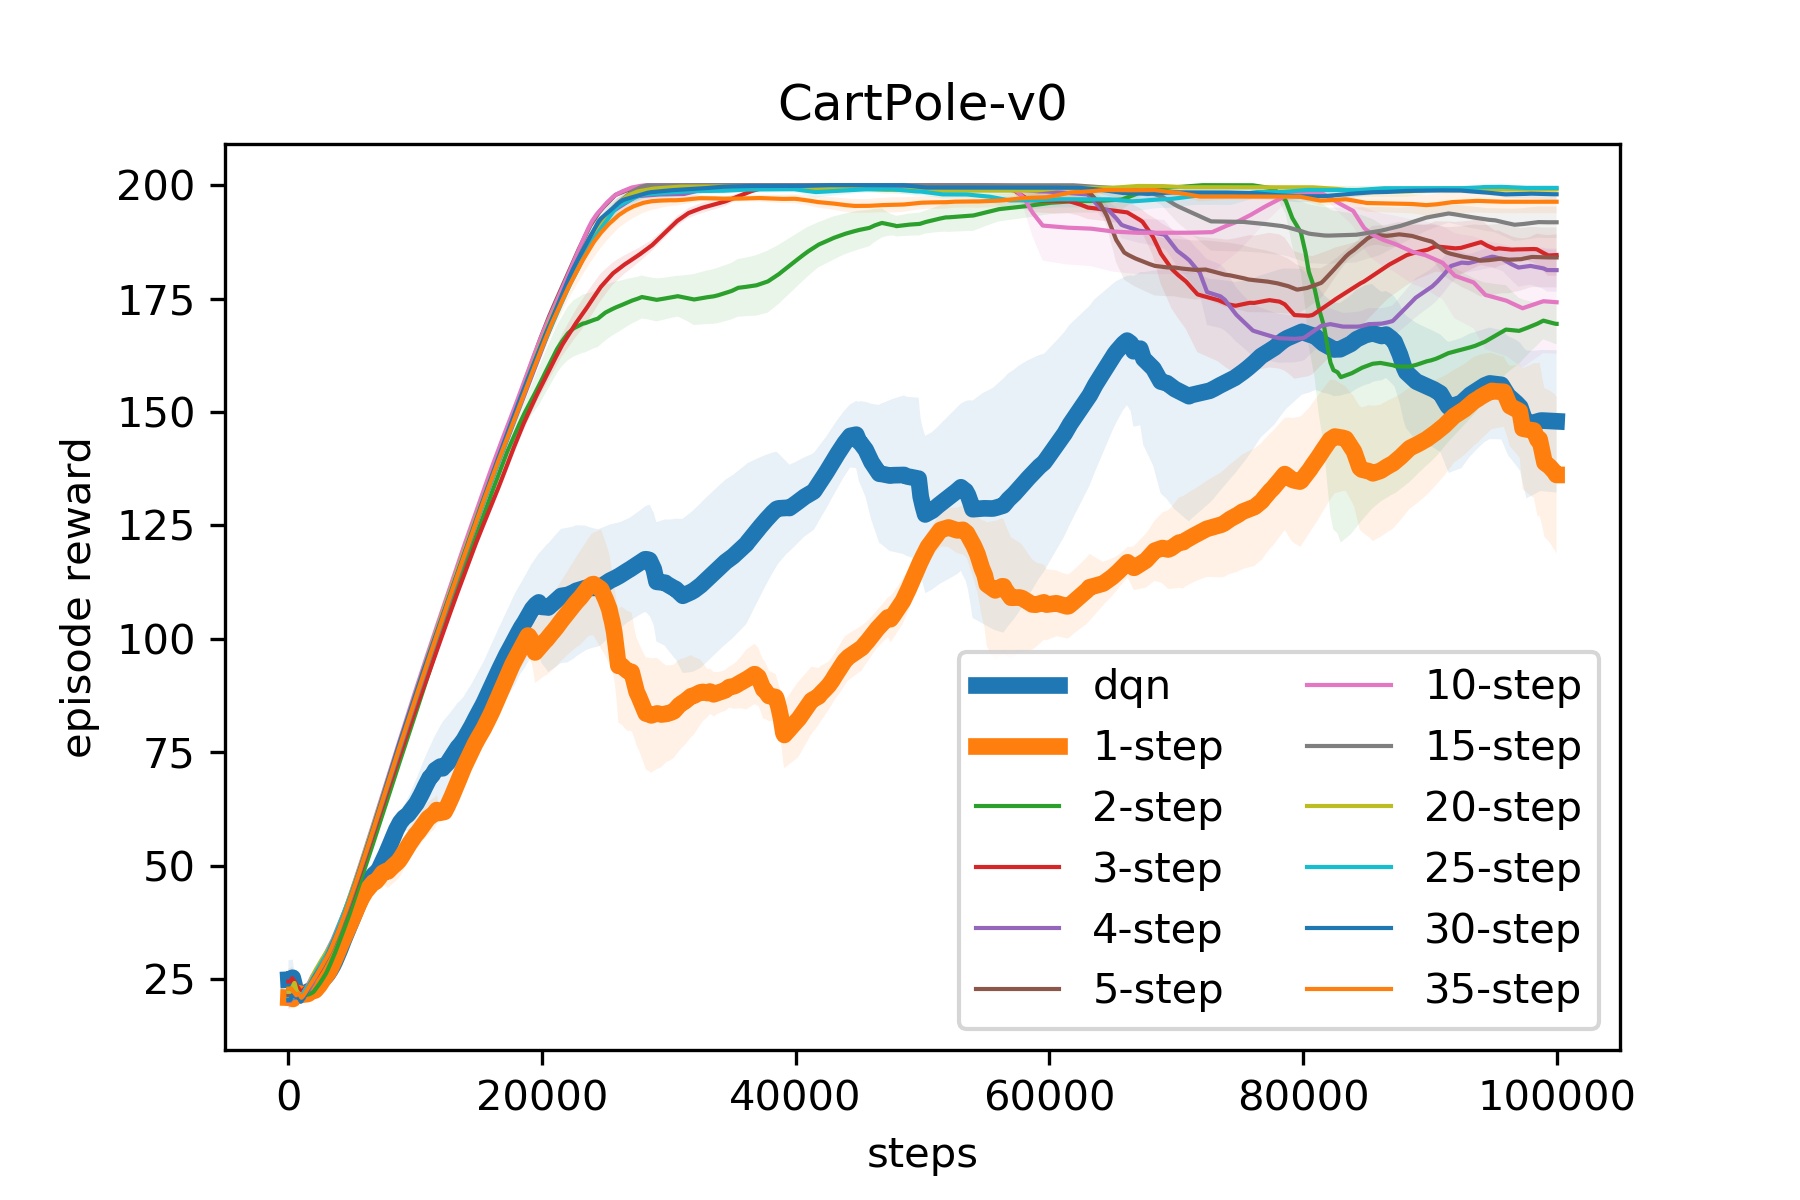 CartPole-v0
episode reward
200
175
150
125
100
75
50
25
dqn
1-step
2-step
3-step
4-step
5-step
10-step
15-step
20-step
25-step
30-step
35-step
0
20000
40000
60000
80000
100000
steps